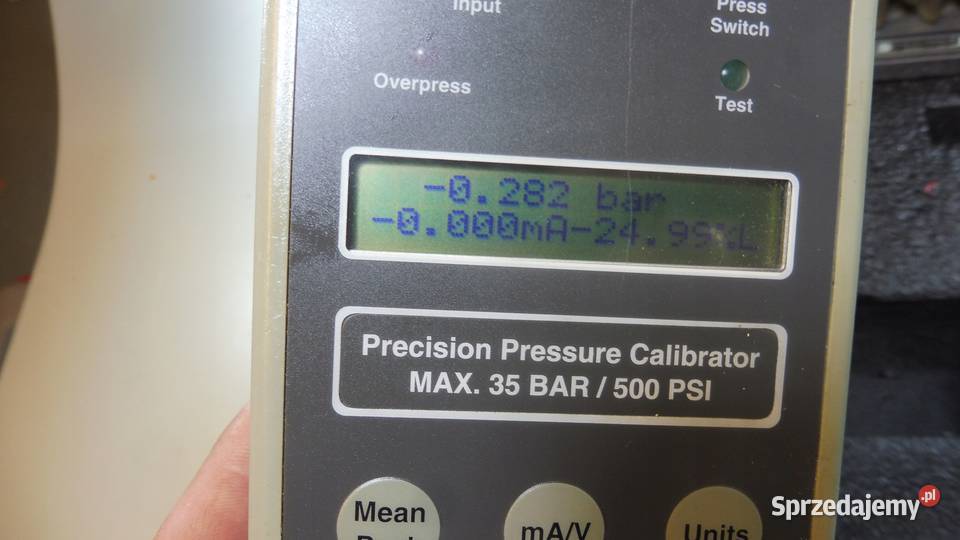 Input
Press
Switch
Overpress
Test
-0.282 bar
-0.000mA-24.99%L
Precision Pressure Calibrator
MAX. 35 BAR / 500 PSI
Mean
mA/V
Units
Sprzedajemy.pl